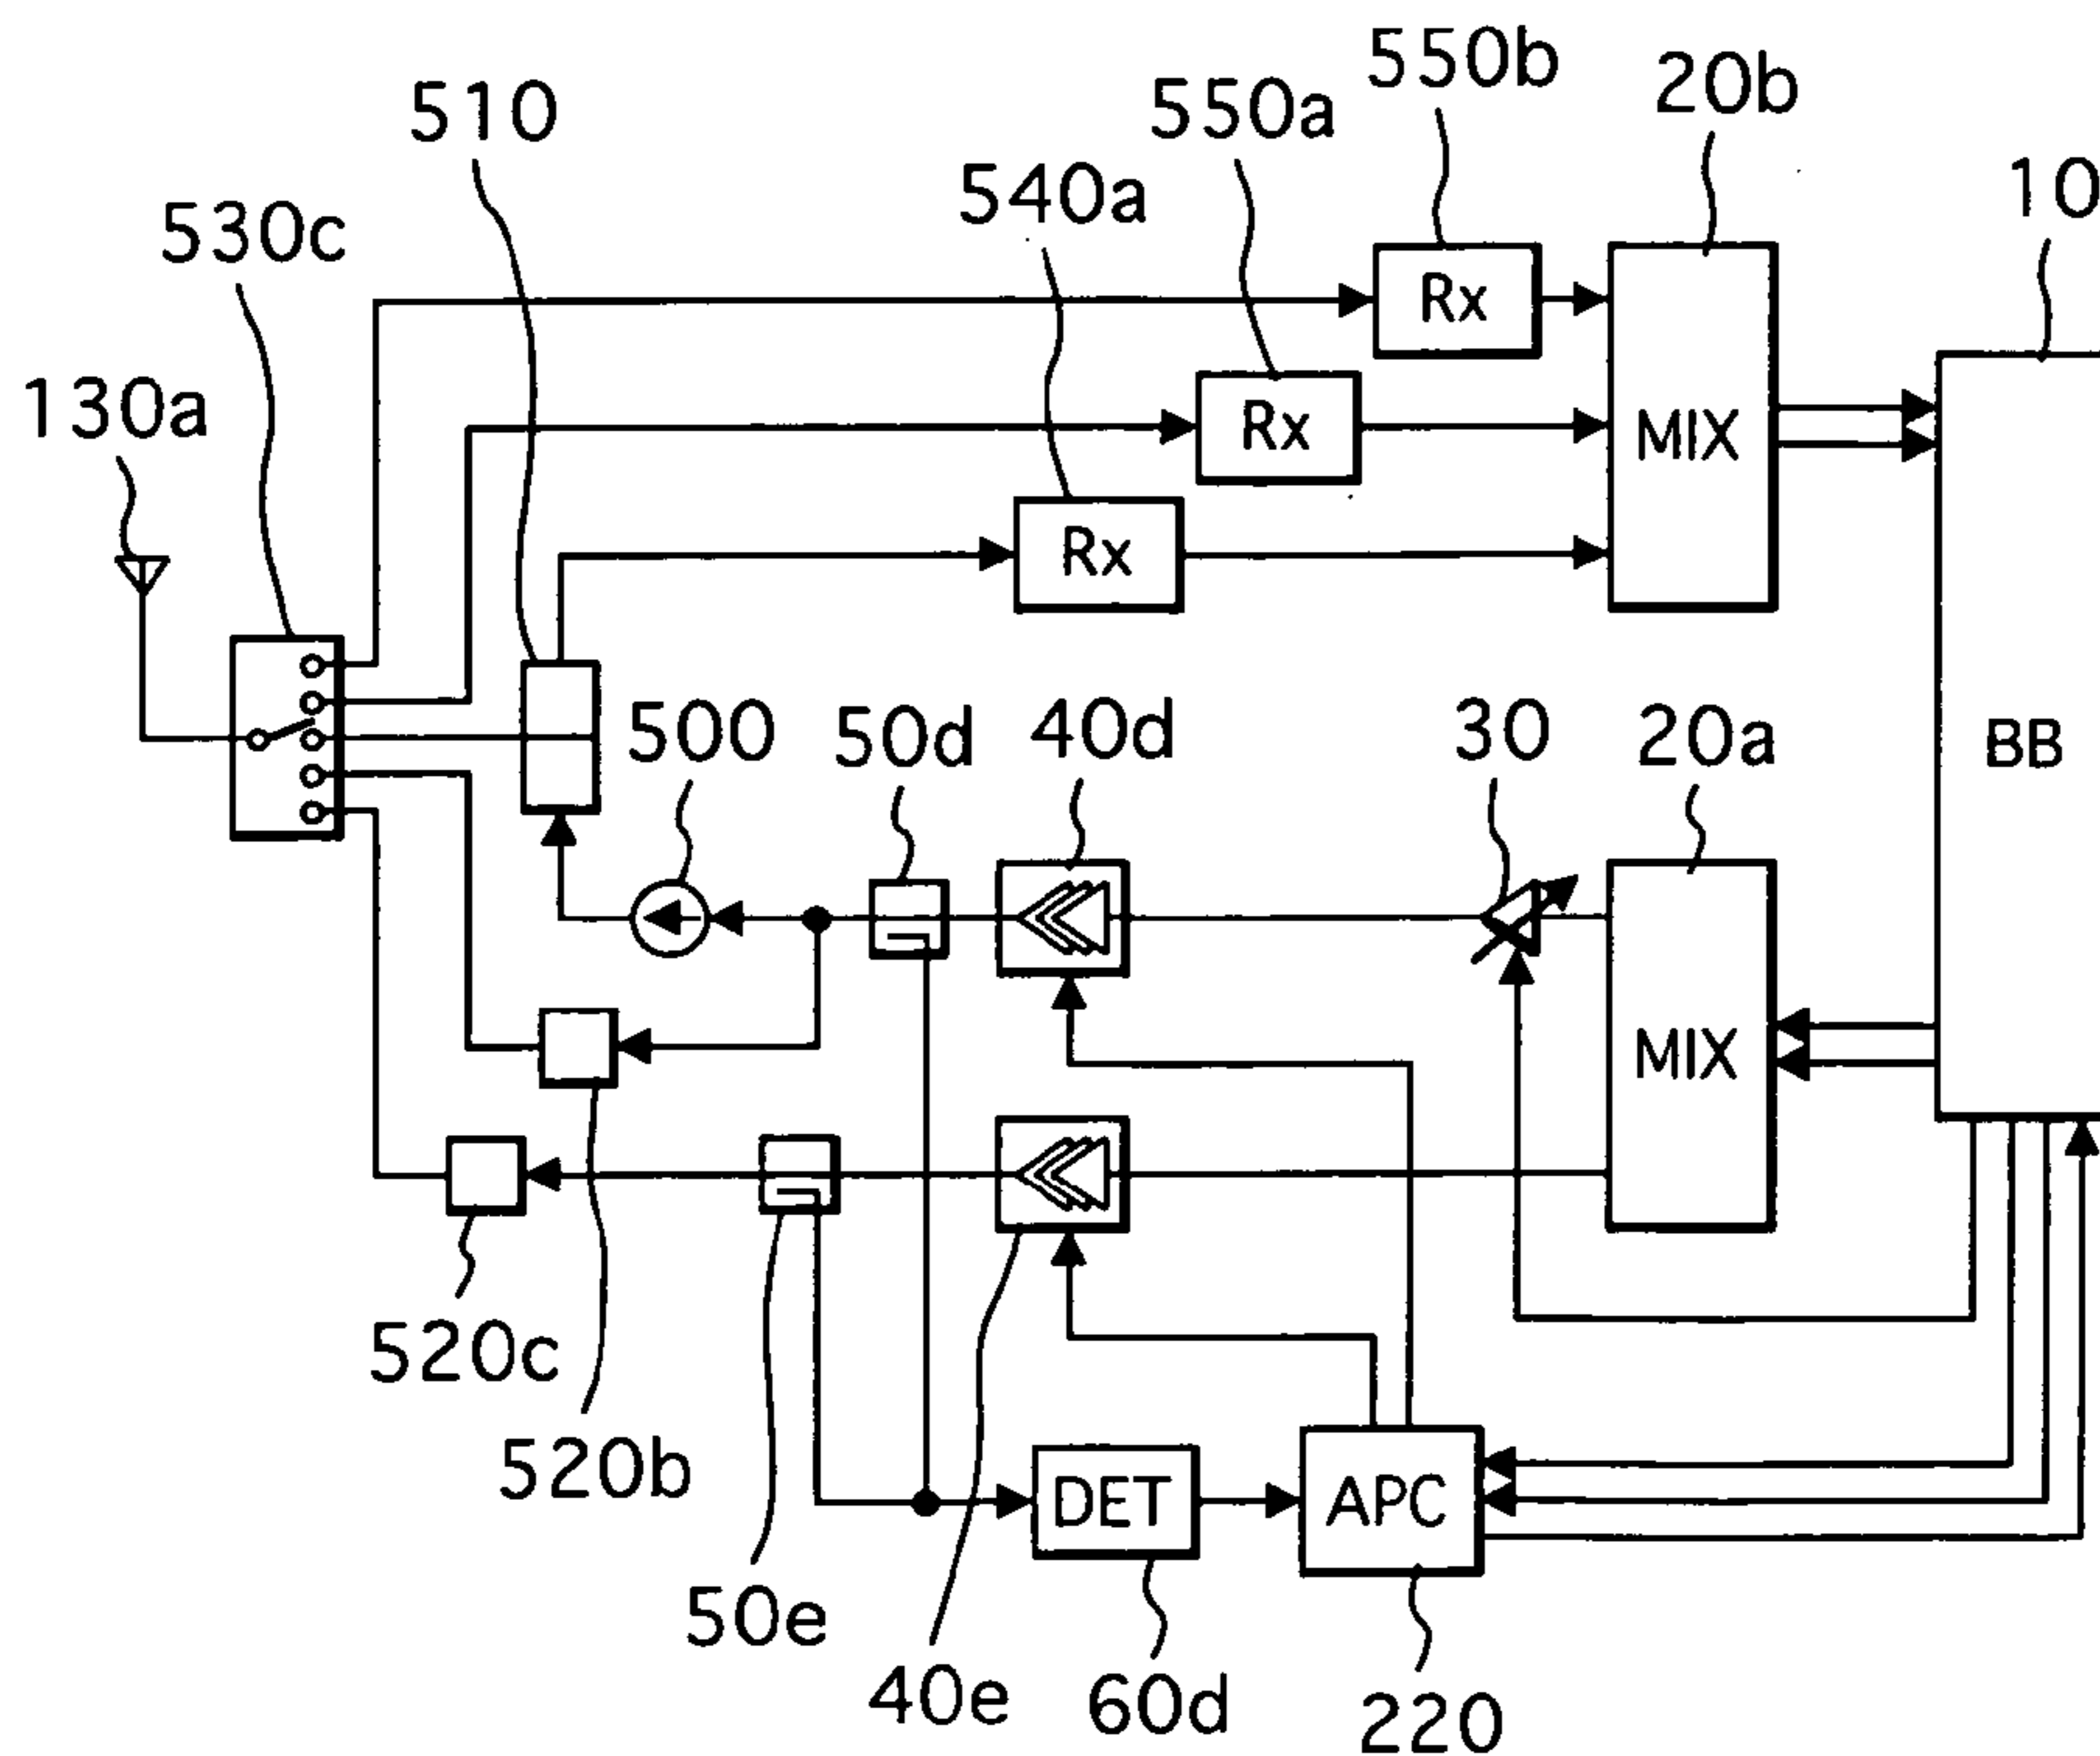 550b
20b
510
550a
10
540a
530c
Rx
130a
Rx
MIX
Rx
500
50d
40d
30
20a
BB
MIX
520c
520b
DET
APC
50e
40e
60d
220